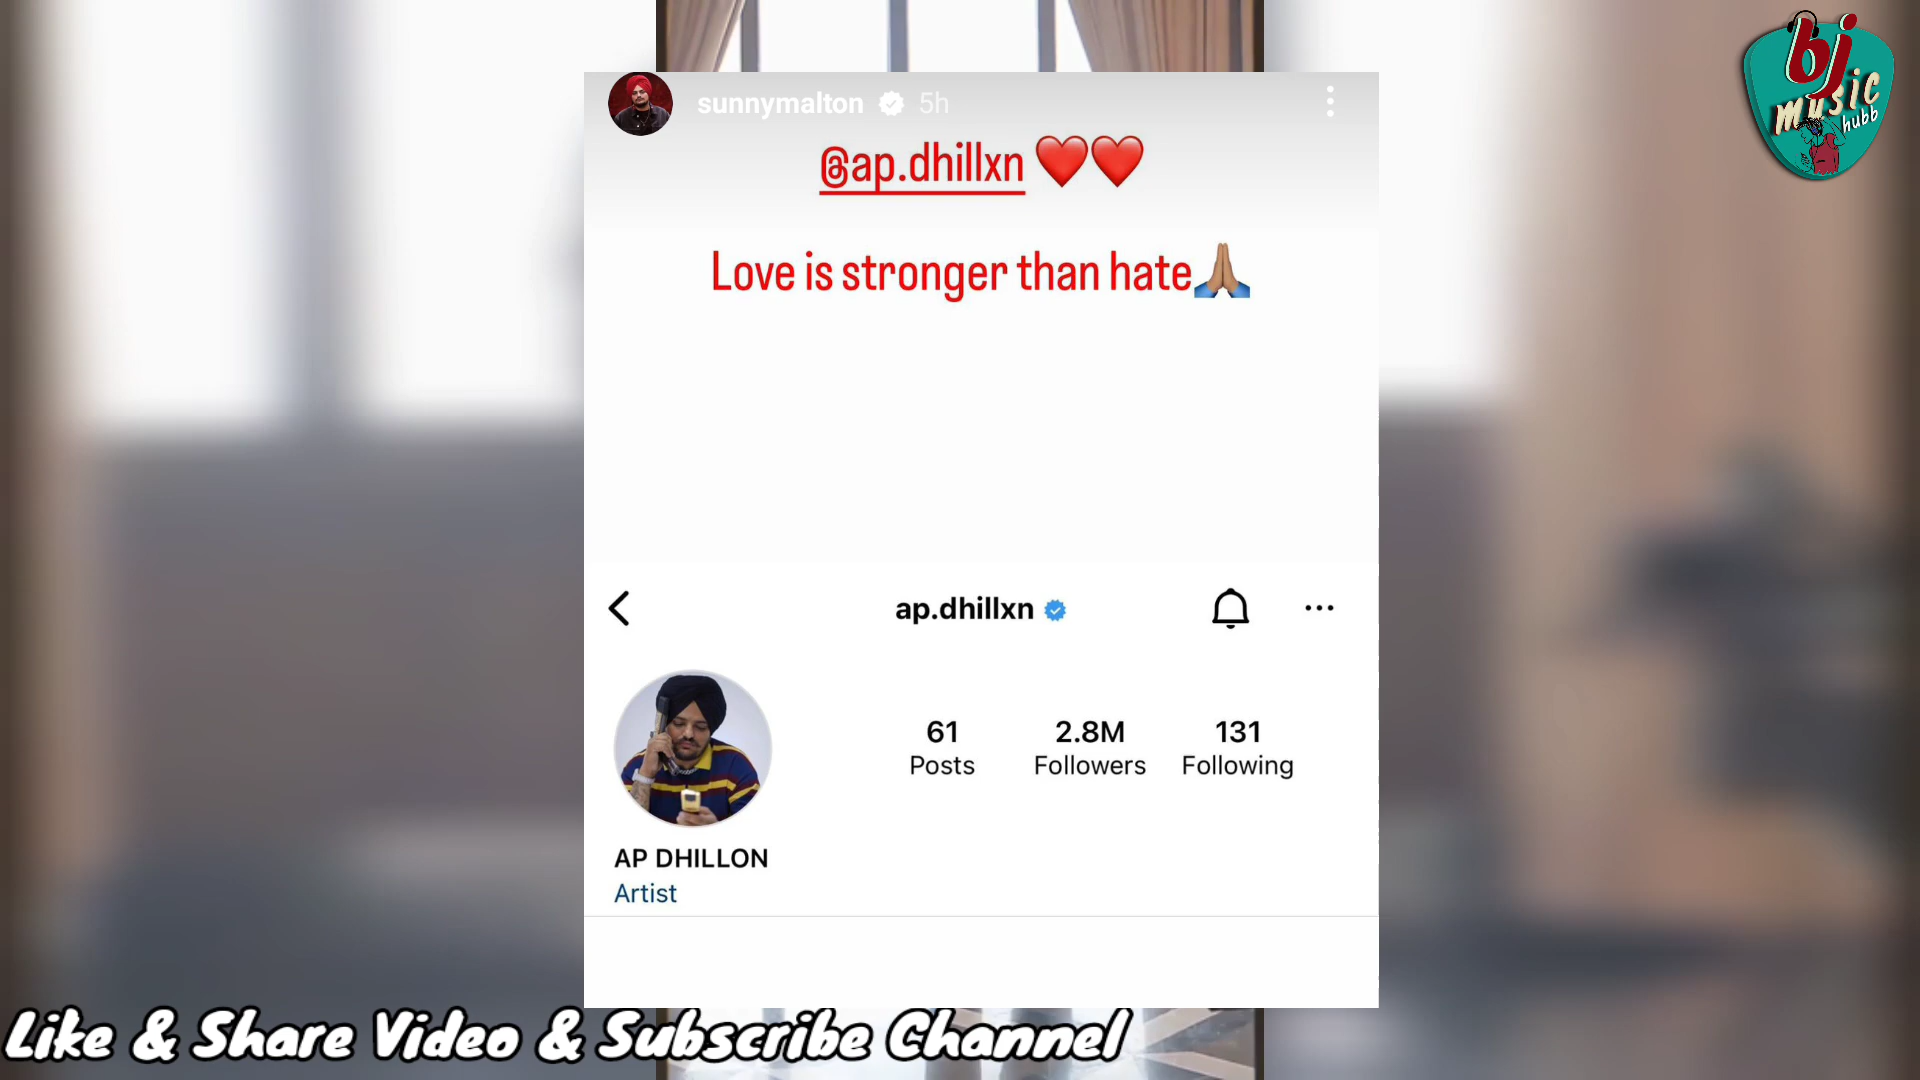 bj
music
hubb
sunnymalton 5h
@ap.dhillxn ❤️❤️
Love is stronger than hate🙏🏽
ap.dhillxn
61 2.8M 131
Posts Followers Following
AP DHILLON
Artist
Like & Share Video & Subscribe Channel